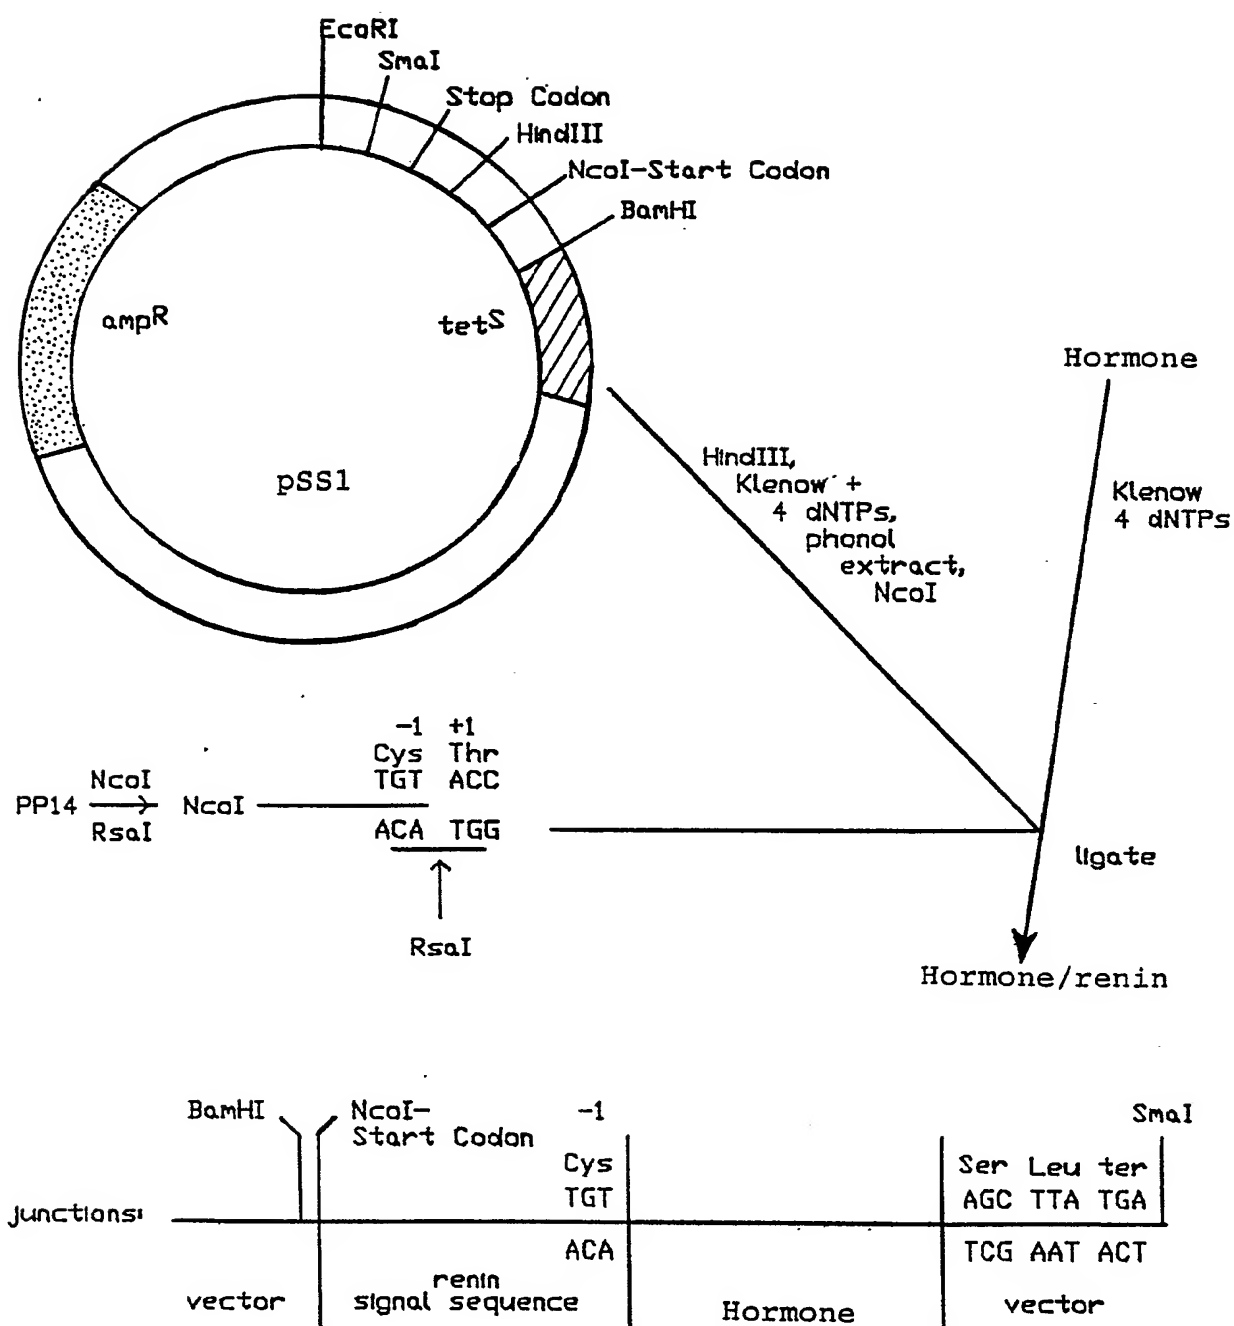 EcoRI
SmaI
Stop Codon
HindIII
NcoI-Start Codon
BamHI
ampR
tetS
pSS1
Hormone
HindIII,
Klenow +
4 dNTPs,
phonol
extract,
NcoI
Klenow
4 dNTPs
-1 +1
Cys Thr
TGT ACC
PP14 NcoI NcoI
RsaI
ACA TGG
RsaI
ligate
Hormone/renin
BamHI NcoI- -1 SmaI
Start Codon
Cys Ser Leu ter
TGT AGC TTA TGA
junctions:
ACA TCG AAT ACT
vector renin Hormone vector
signal sequence